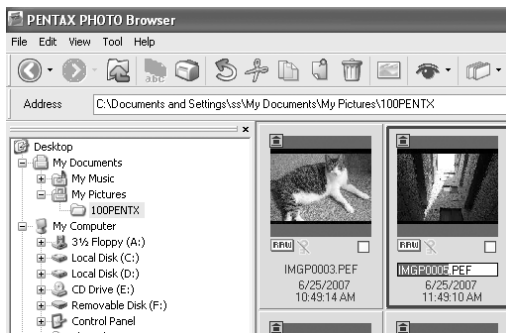 PENTAX PHOTO Browser
File Edit View Tool Help
abc
Address C:\Documents and Settings\ss\My Documents\My Pictures\100PENTX
x
Desktop
My Documents
My Music
My Pictures
100PENTX
My Computer
3½ Floppy (A:)
Local Disk (C:)
Local Disk (D:)
CD Drive (E:)
Removable Disk (F:)
Control Panel
RAW
IMGP0003.PEF
6/25/2007
10:49:14 AM
RAW
IMGP0005.PEF
6/25/2007
11:49:10 AM